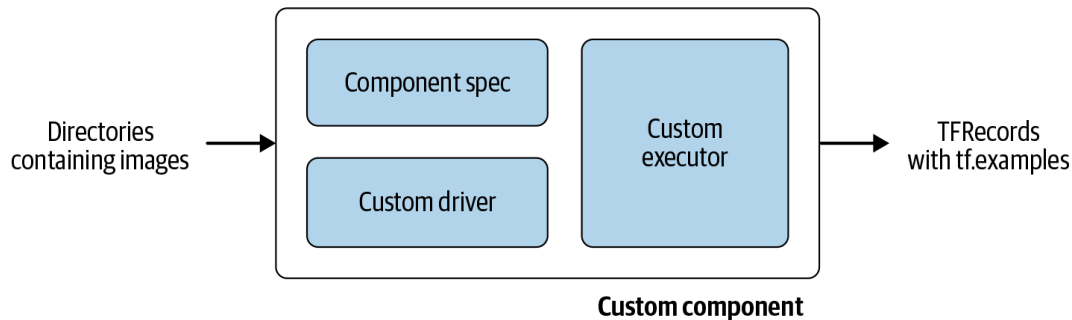 Directories
containing images
Component spec
Custom driver
Custom
executor
TFRecords
with tf.examples
Custom component